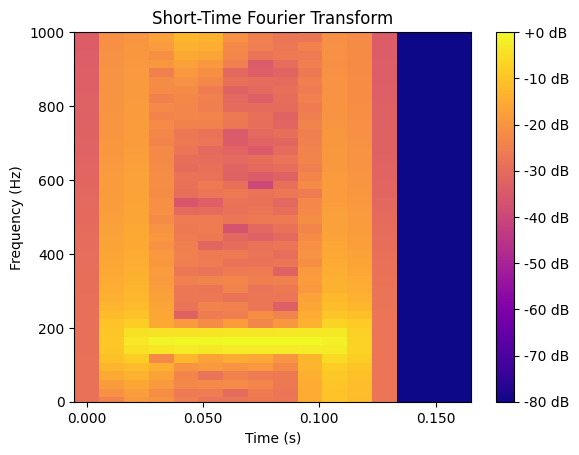 Short-Time Fourier Transform
1000
800
600
400
200
0
Frequency (Hz)
0.000
0.050
0.100
0.150
Time (s)
+0 dB
-10 dB
-20 dB
-30 dB
-40 dB
-50 dB
-60 dB
-70 dB
-80 dB